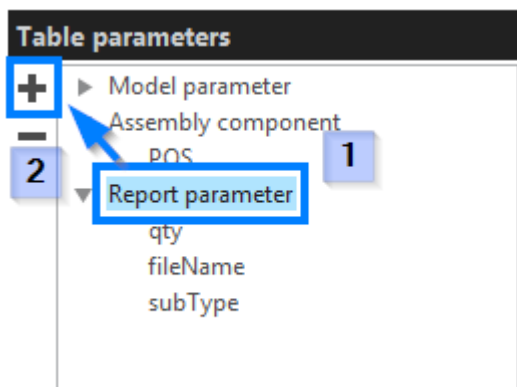 Table parameters
Model parameter
Assembly component
1
POS
2
Report parameter
qty
fileName
subType